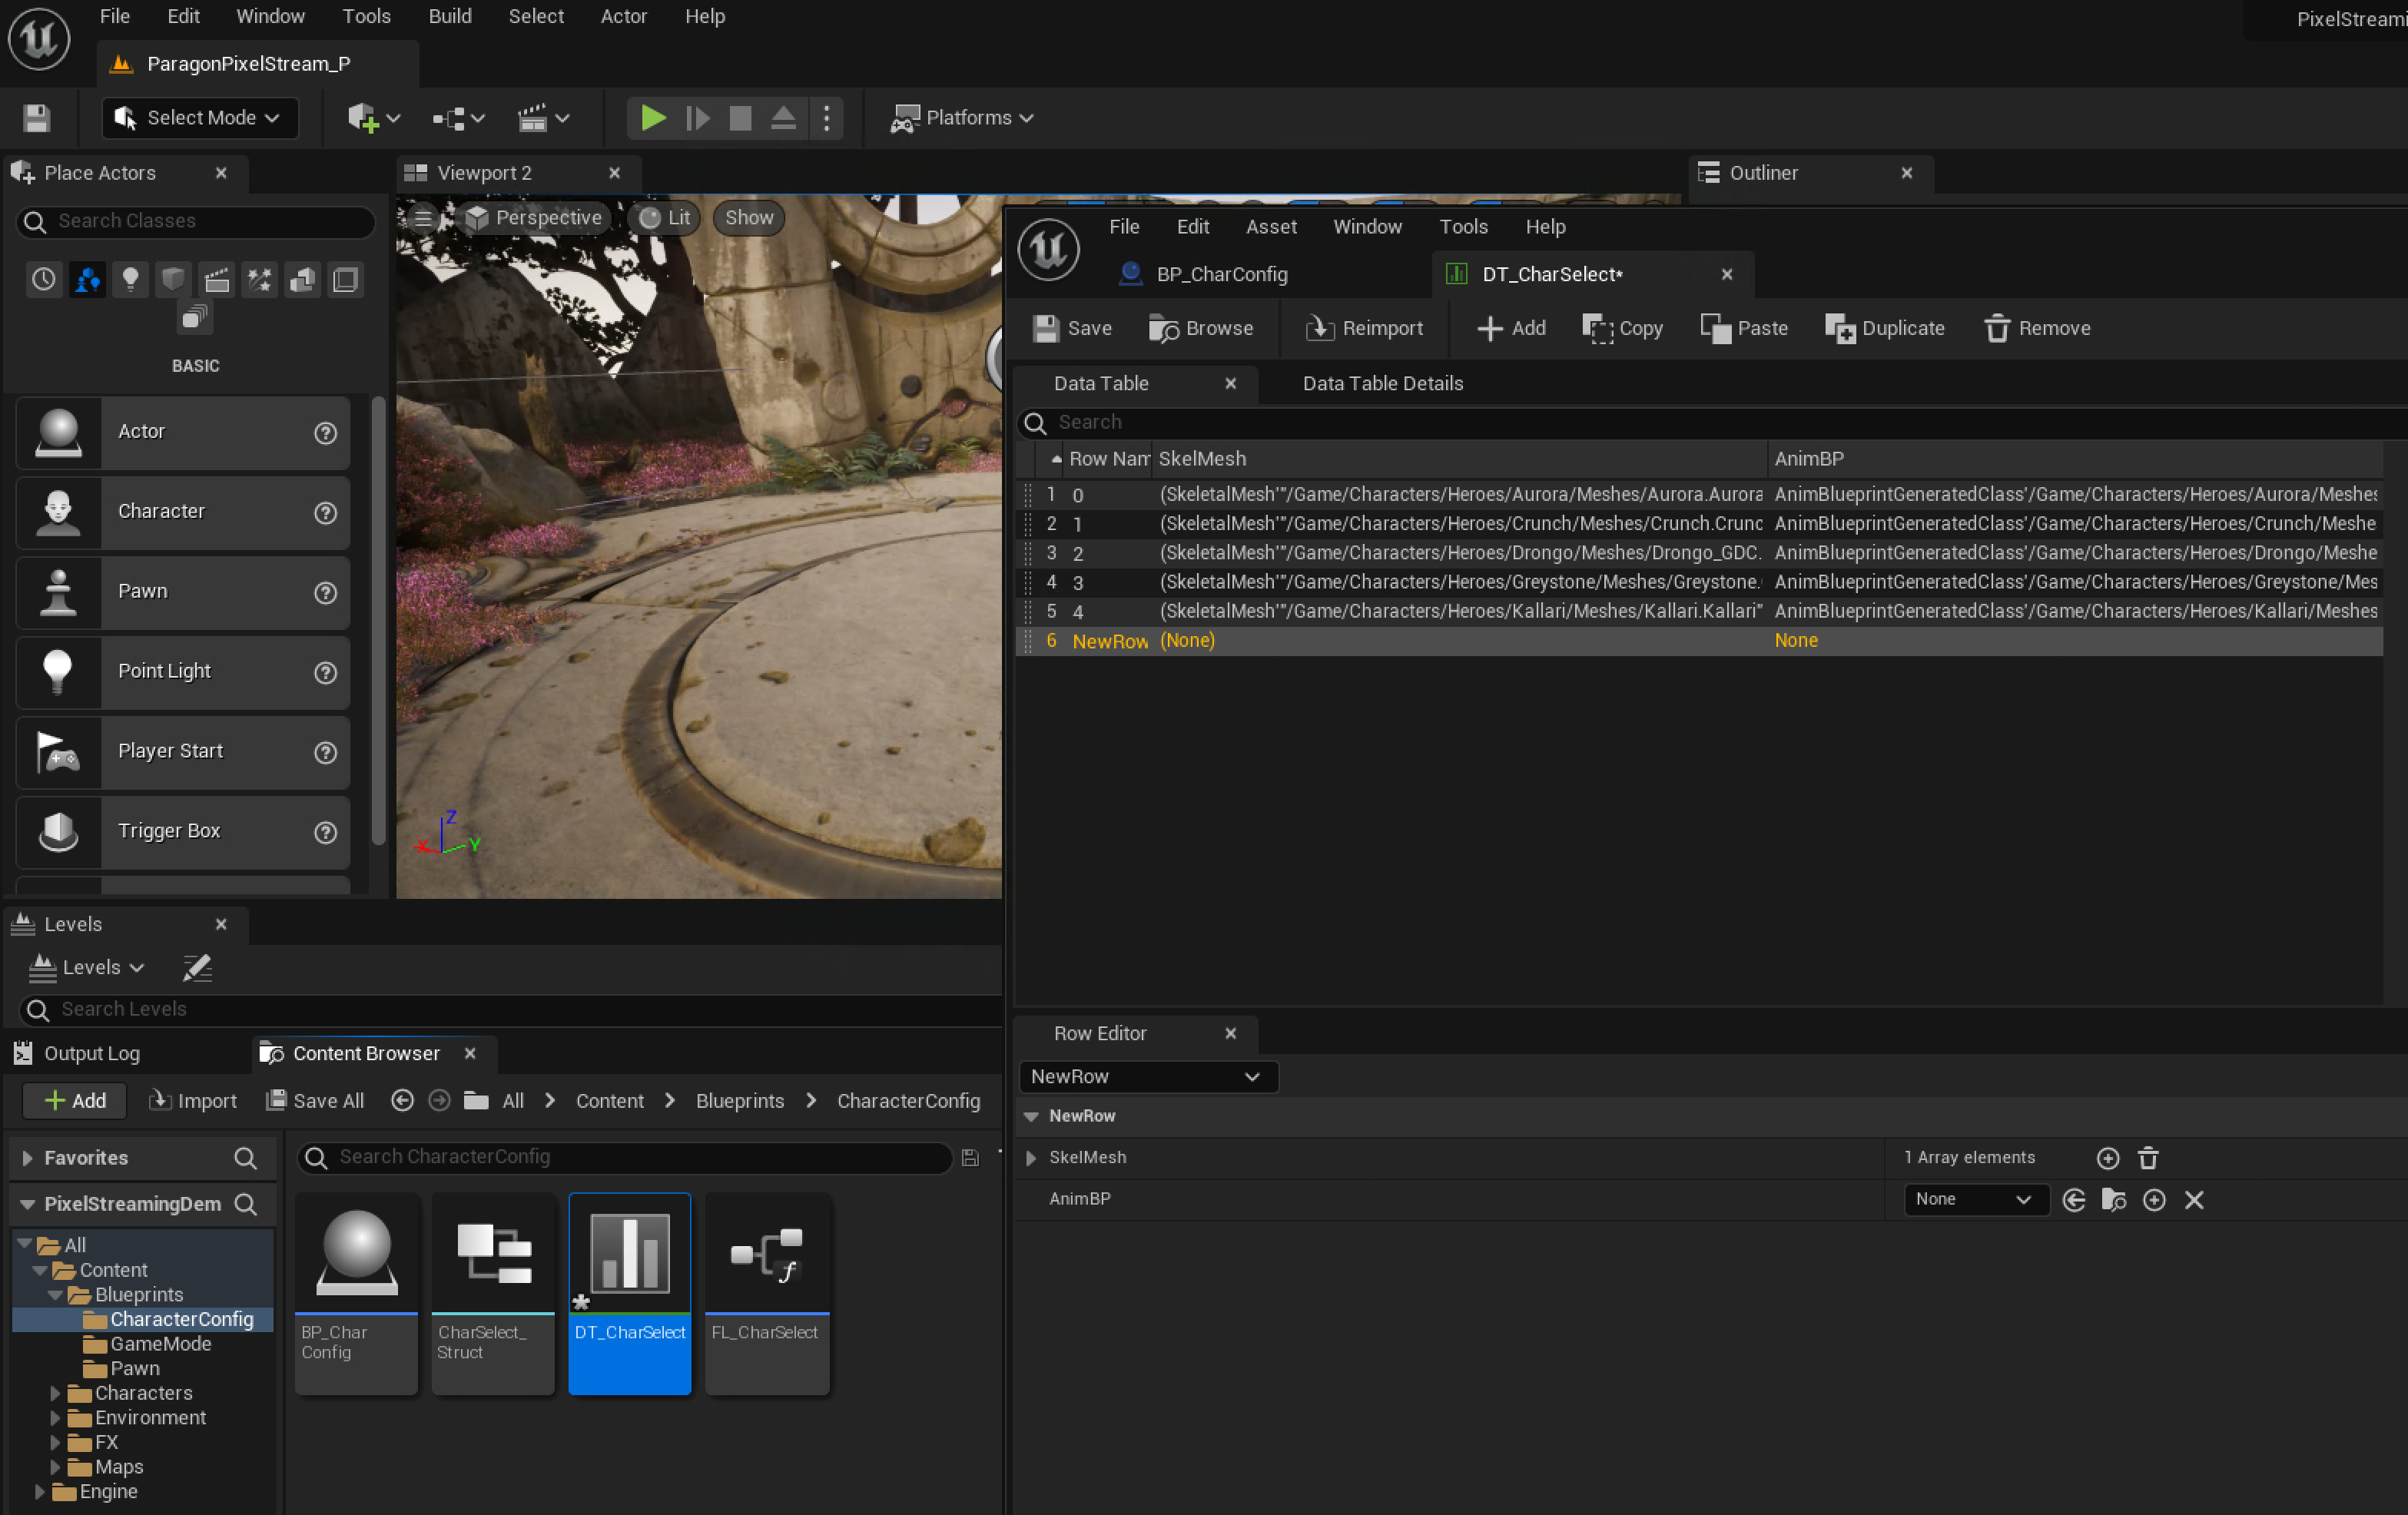 File Edit Window Tools Build Select Actor Help
PixelStreami
ParagonPixelStream_P
Select Mode
Platforms
Place Actors
Search Classes
BASIC
Actor
Character
Pawn
Point Light
Player Start
Trigger Box
Viewport 2
Perspective Lit Show
X Y Z
Outliner
File Edit Asset Window Tools Help
BP_CharConfig
DT_CharSelect*
Save Browse Reimport Add Copy Paste Duplicate Remove
Data Table Data Table Details
Search
Row Nam SkelMesh AnimBP
1 0 (SkeletalMesh'"/Game/Characters/Heroes/Aurora/Meshes/Aurora.Aurora AnimBlueprintGeneratedClass'/Game/Characters/Heroes/Aurora/Meshes
2 1 (SkeletalMesh'"/Game/Characters/Heroes/Crunch/Meshes/Crunch.Crunc AnimBlueprintGeneratedClass'/Game/Characters/Heroes/Crunch/Meshe
3 2 (SkeletalMesh'"/Game/Characters/Heroes/Drongo/Meshes/Drongo_GDC. AnimBlueprintGeneratedClass'/Game/Characters/Heroes/Drongo/Meshe
4 3 (SkeletalMesh'"/Game/Characters/Heroes/Greystone/Meshes/Greystone. AnimBlueprintGeneratedClass'/Game/Characters/Heroes/Greystone/Mes
5 4 (SkeletalMesh'"/Game/Characters/Heroes/Kallari/Meshes/Kallari.Kallari" AnimBlueprintGeneratedClass'/Game/Characters/Heroes/Kallari/Meshes
6 NewRow (None) None
Row Editor
NewRow
NewRow
SkelMesh 1 Array elements
AnimBP None
Levels
Levels
Search Levels
Output Log
Content Browser
Add Import Save All All > Content > Blueprints > CharacterConfig
Favorites
PixelStreamingDem
All
Content
Blueprints
CharacterConfig
GameMode
Pawn
Characters
Environment
FX
Maps
Engine
Search CharacterConfig
BP_Char
Config
CharSelect_
Struct
DT_CharSelect
FL_CharSelect